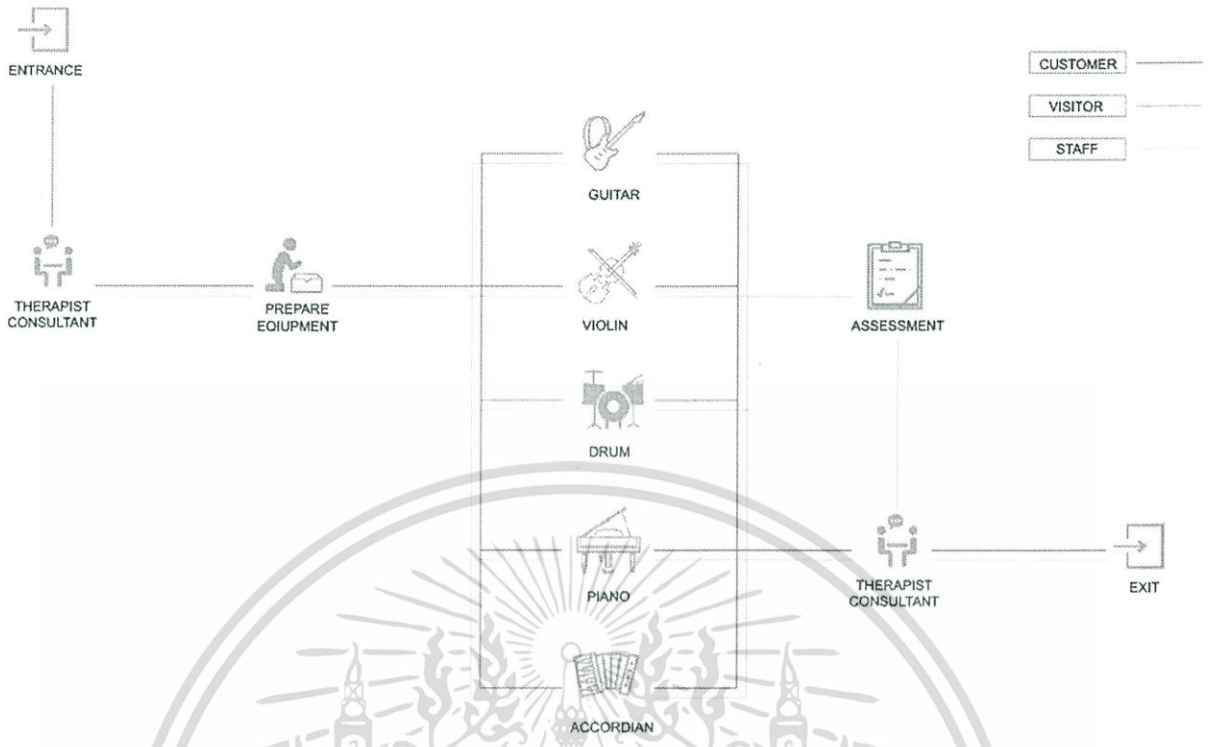 ENTRANCE
CUSTOMER
VISITOR
STAFF
GUITAR
THERAPIST
CONSULTANT
PREPARE
EQIUPMENT
VIOLIN
ASSESSMENT
DRUM
PIANO
THERAPIST
CONSULTANT
EXIT
ACCORDIAN